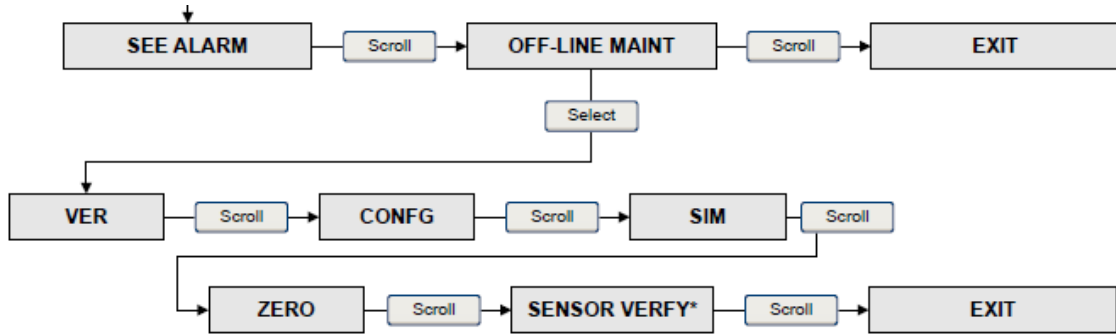 SEE ALARM Scroll OFF-LINE MAINT Scroll EXIT
Select
VER Scroll CONFG Scroll SIM Scroll
ZERO Scroll SENSOR VERFY* Scroll EXIT